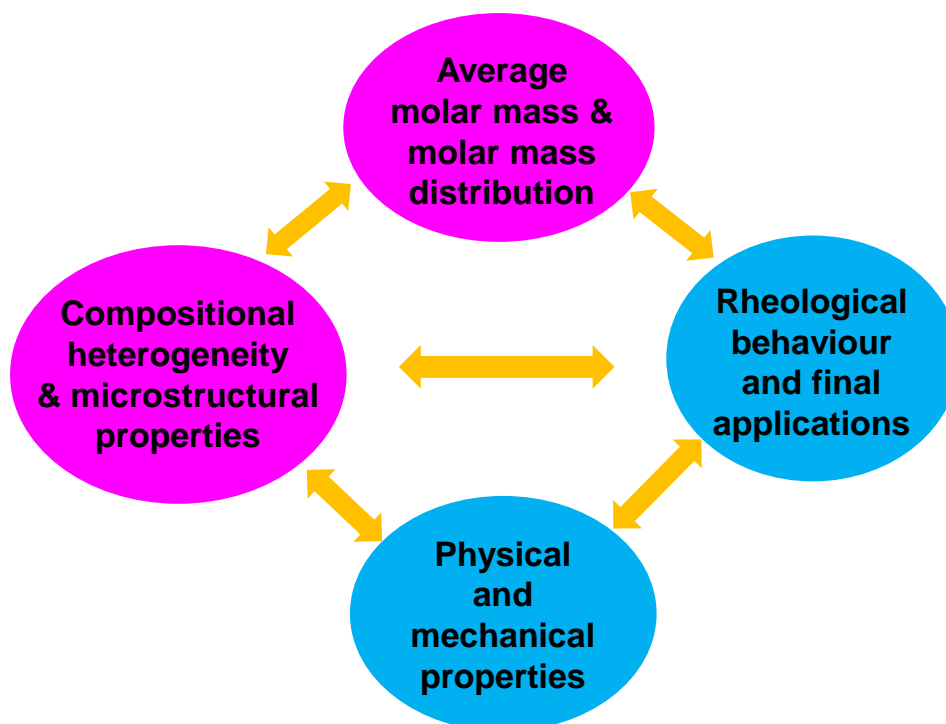 Average
molar mass &
molar mass
distribution
Compositional
heterogeneity
& microstructural
properties
Rheological
behaviour
and final
applications
Physical
and
mechanical
properties